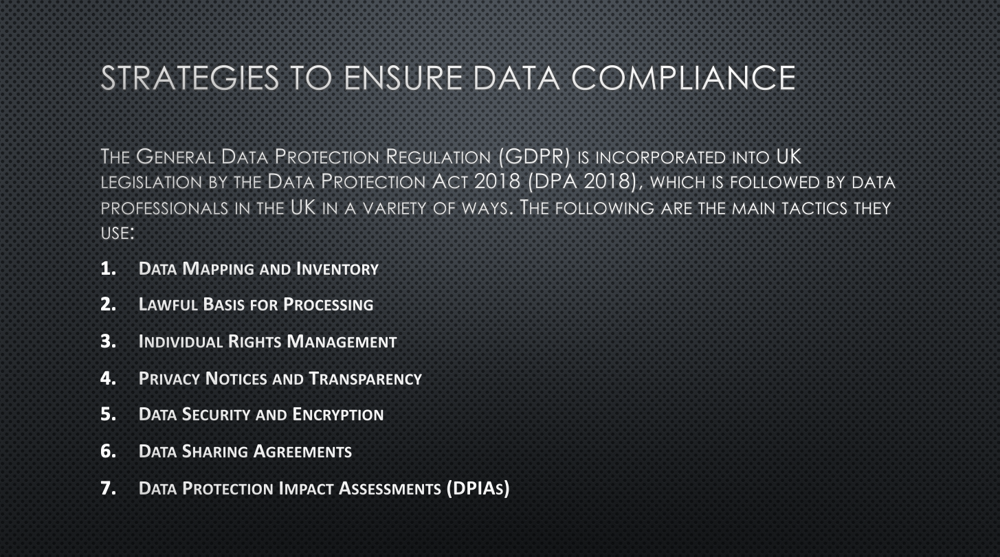 STRATEGIES TO ENSURE DATA COMPLIANCE
The General Data Protection Regulation (GDPR) is incorporated into UK
legislation by the Data Protection Act 2018 (DPA 2018), which is followed by data
professionals in the UK in a variety of ways. The following are the main tactics they
use:
1. Data Mapping and Inventory
2. Lawful Basis for Processing
3. Individual Rights Management
4. Privacy Notices and Transparency
5. Data Security and Encryption
6. Data Sharing Agreements
7. Data Protection Impact Assessments (DPIAs)